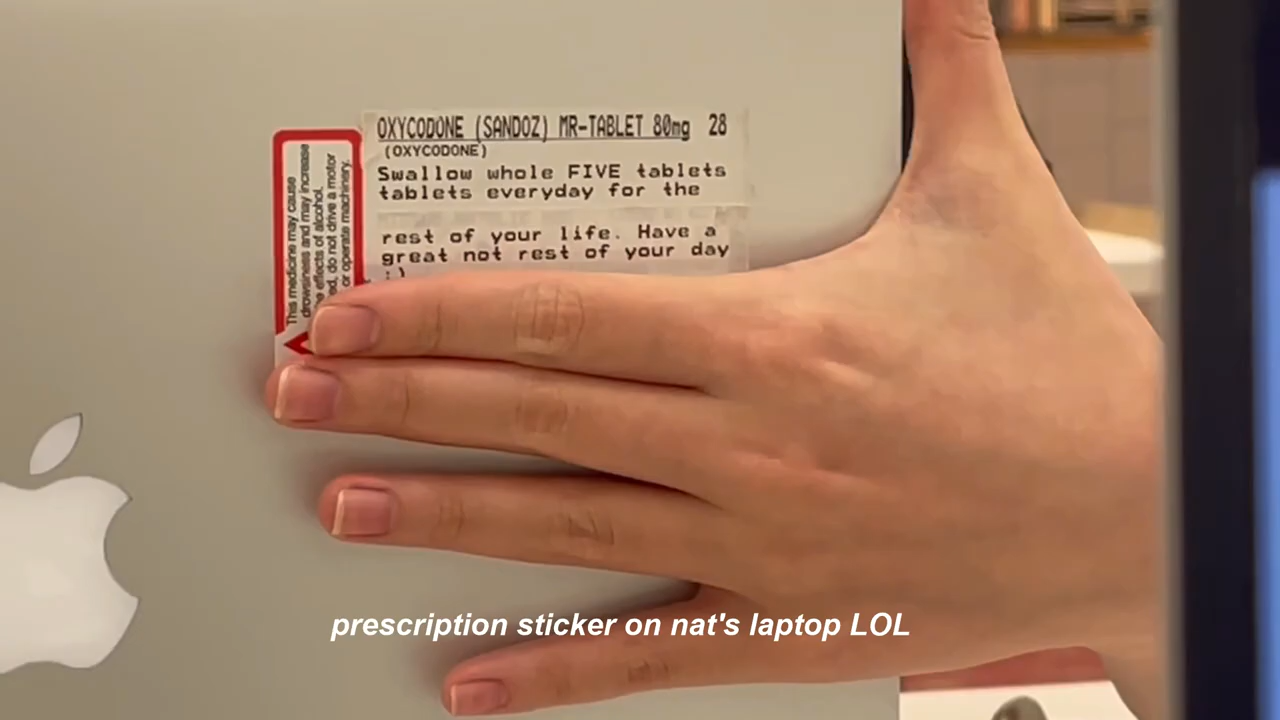 OXYCODONE (SANDOZ) MR-TABLET 80mg 28
(OXYCODONE)
Swallow whole FIVE tablets
tablets everyday for the
rest of your life. Have a
great not rest of your day
:)
This medicine may cause
drowsiness and may increase
effects of alcohol.
do not drive a motor
or operate machinery.
prescription sticker on nat's laptop LOL